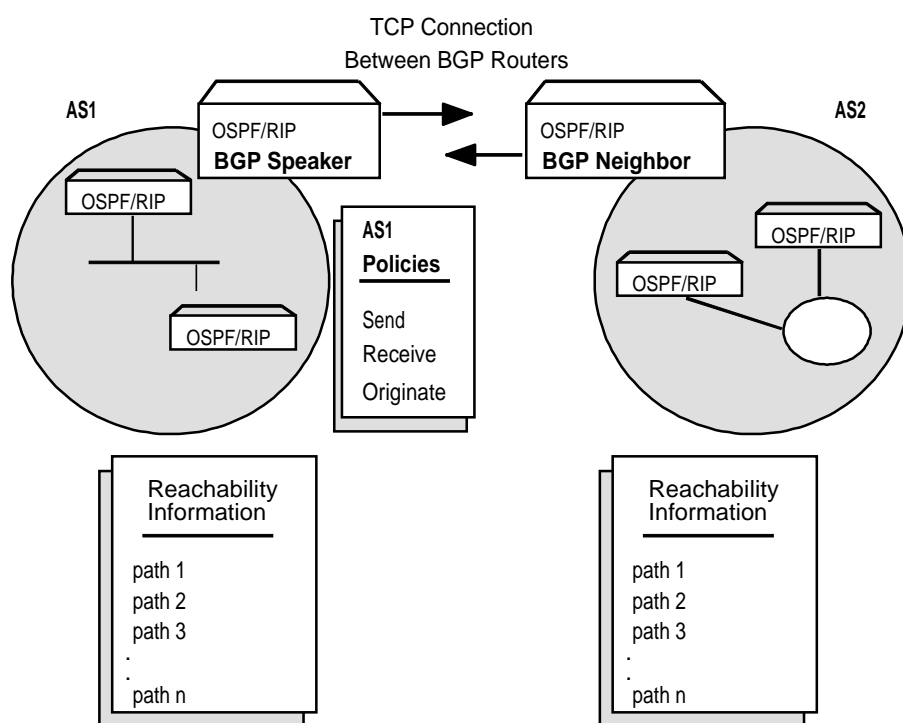 TCP Connection
Between BGP Routers
AS1
AS2
OSPF/RIP
BGP Speaker
OSPF/RIP
BGP Neighbor
OSPF/RIP
OSPF/RIP
AS1
Policies
Send
Receive
Originate
OSPF/RIP
OSPF/RIP
Reachability
Information
path 1
path 2
path 3
.
.
path n
Reachability
Information
path 1
path 2
path 3
.
.
path n